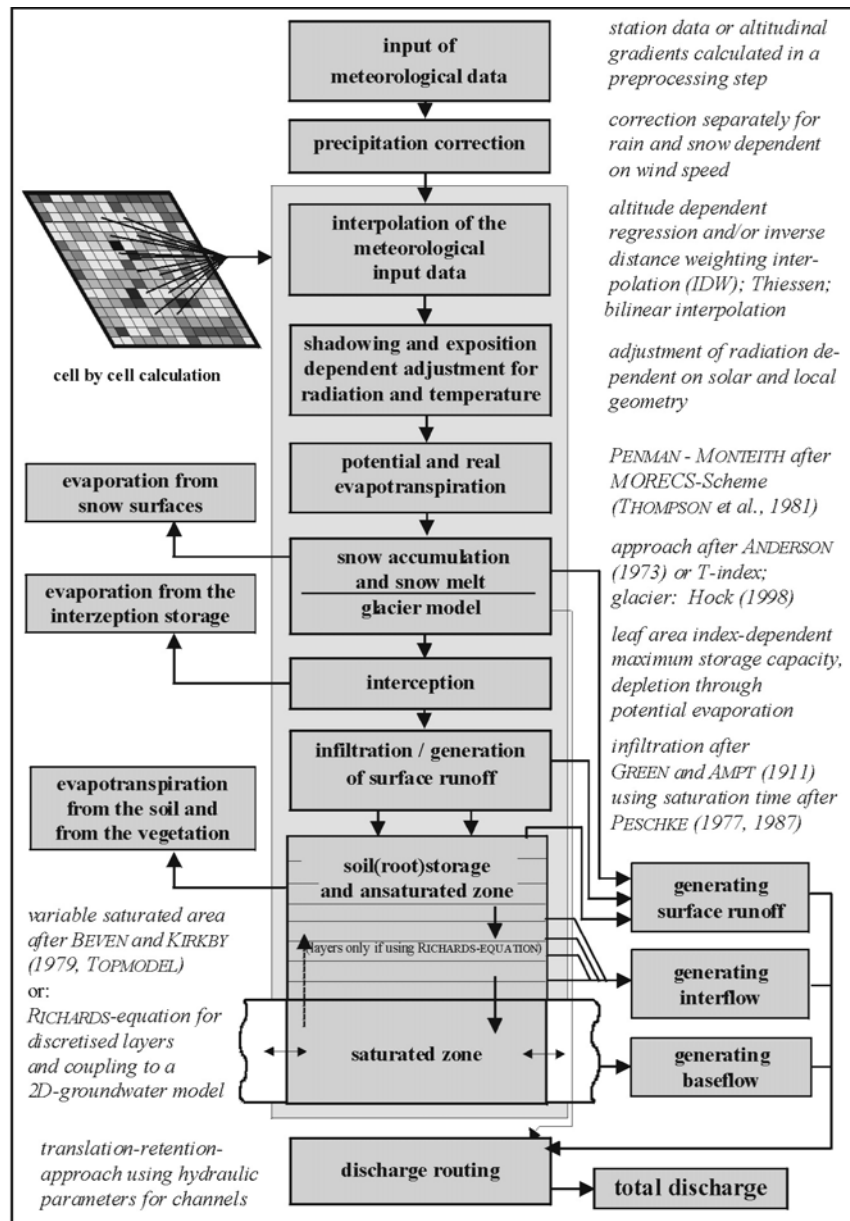 input of
meteorological data
station data or altitudinal
gradients calculated in a
preprocessing step
precipitation correction
correction separately for
rain and snow dependent
on wind speed
cell by cell calculation
interpolation of the
meteorological
input data
altitude dependent
regression and/or inverse
distance weighting inter-
polation (IDW); Thiessen;
bilinear interpolation
shadowing and exposition
dependent adjustment for
radiation and temperature
adjustment of radiation de-
pendent on solar and local
geometry
potential and real
evapotranspiration
PENMAN - MONTEITH after
MORECS-Scheme
(THOMPSON et al., 1981)
evaporation from
snow surfaces
snow accumulation
and snow melt
glacier model
approach after ANDERSON
(1973) or T-index;
glacier: Hock (1998)
evaporation from the
interzeption storage
interception
leaf area index-dependent
maximum storage capacity,
depletion through
potential evaporation
infiltration / generation
of surface runoff
infiltration after
GREEN and AMPT (1911)
using saturation time after
PESCHKE (1977, 1987)
evapotranspiration
from the soil and
from the vegetation
soil(root)storage
and ansaturated zone
(layers only if using RICHARDS-EQUATION)
generating
surface runoff
variable saturated area
after BEVEN and KIRKBY
(1979, TOPMODEL)
or:
RICHARDS-equation for
discretised layers
and coupling to a
2D-groundwater model
generating
interflow
saturated zone
generating
baseflow
translation-retention-
approach using hydraulic
parameters for channels
discharge routing
total discharge